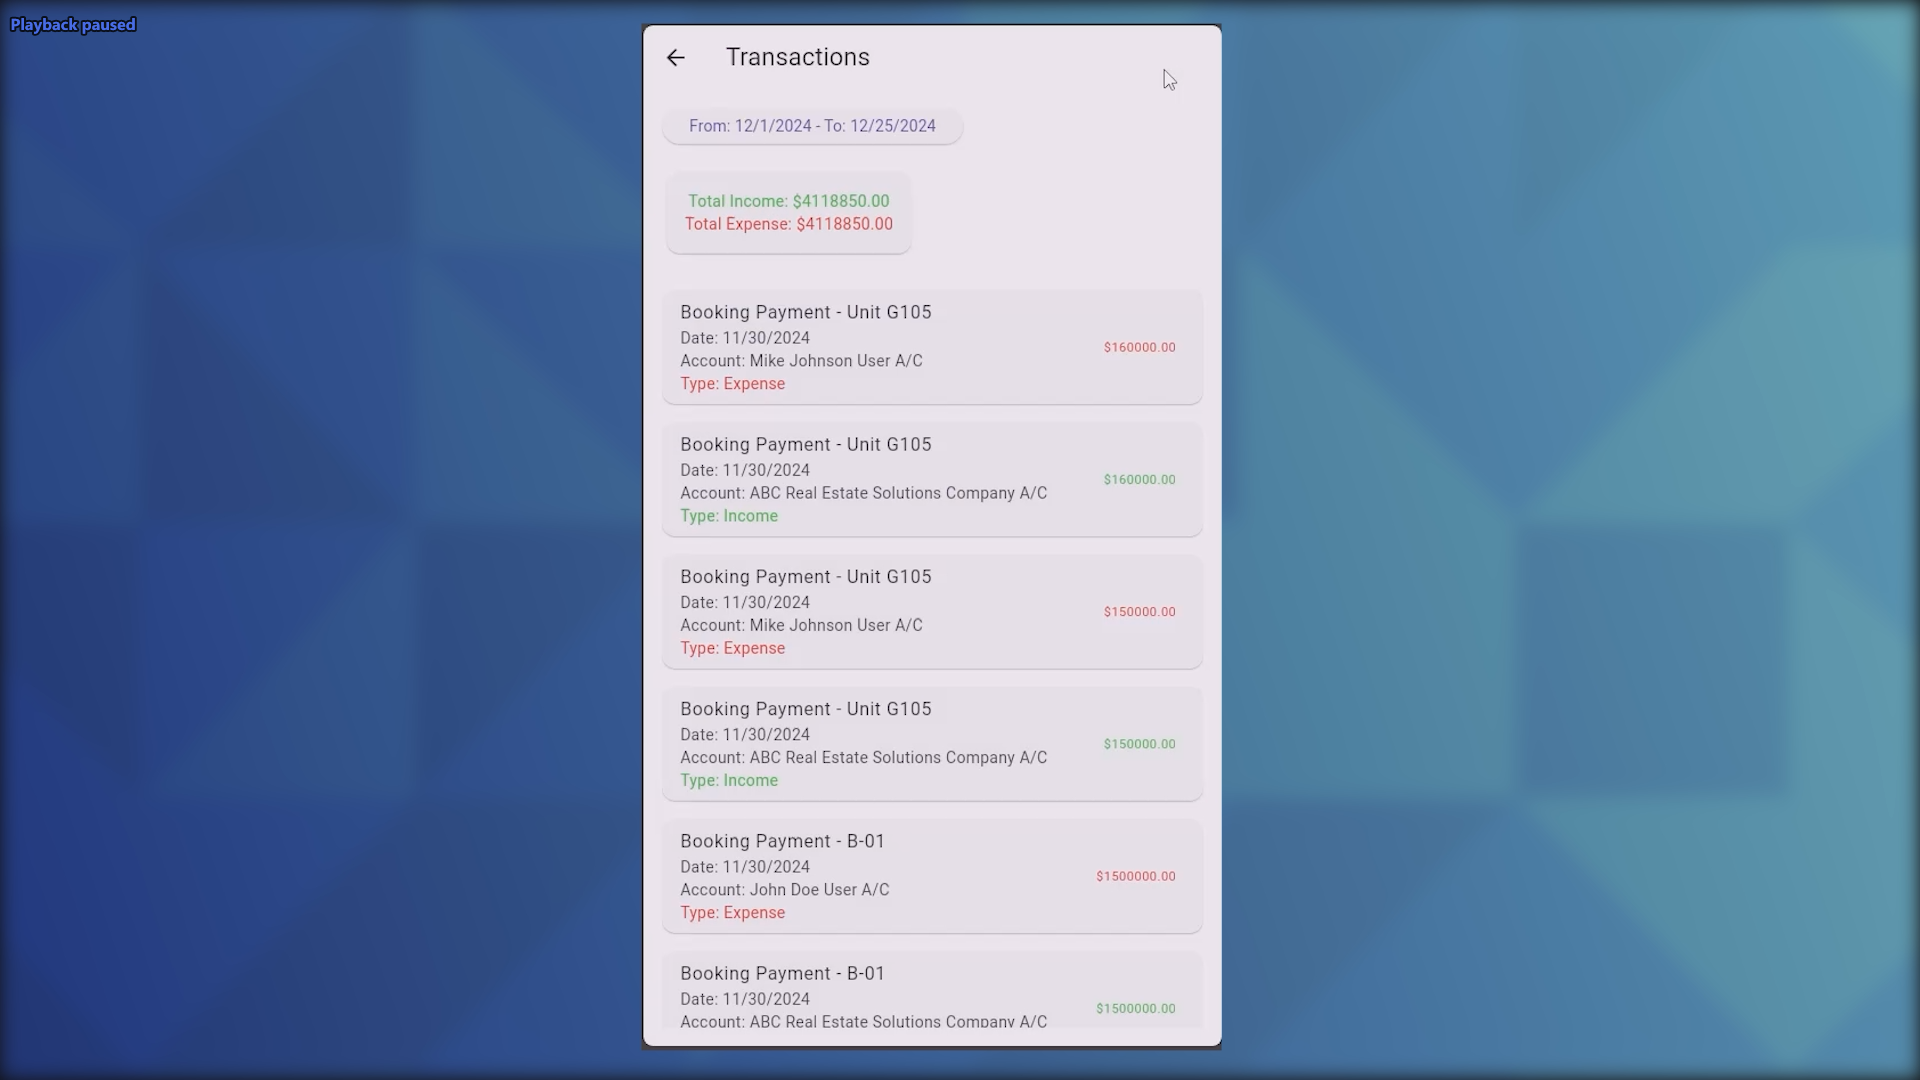 Playback paused
Transactions
From: 12/1/2024 - To: 12/25/2024
Total Income: $4118850.00
Total Expense: $4118850.00
Booking Payment - Unit G105
Date: 11/30/2024
Account: Mike Johnson User A/C
Type: Expense
$160000.00
Booking Payment - Unit G105
Date: 11/30/2024
Account: ABC Real Estate Solutions Company A/C
Type: Income
$160000.00
Booking Payment - Unit G105
Date: 11/30/2024
Account: Mike Johnson User A/C
Type: Expense
$150000.00
Booking Payment - Unit G105
Date: 11/30/2024
Account: ABC Real Estate Solutions Company A/C
Type: Income
$150000.00
Booking Payment - B-01
Date: 11/30/2024
Account: John Doe User A/C
Type: Expense
$1500000.00
Booking Payment - B-01
Date: 11/30/2024
Account: ABC Real Estate Solutions Company A/C
$1500000.00